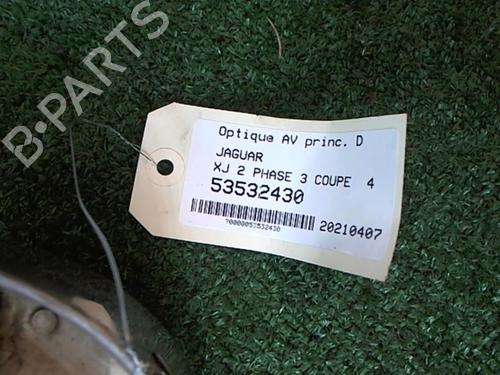 B-PARTS
Optique AV princ. D
JAGUAR
XJ 2 PHASE 3 COUPE 4
53532430
20210407
70000053532430